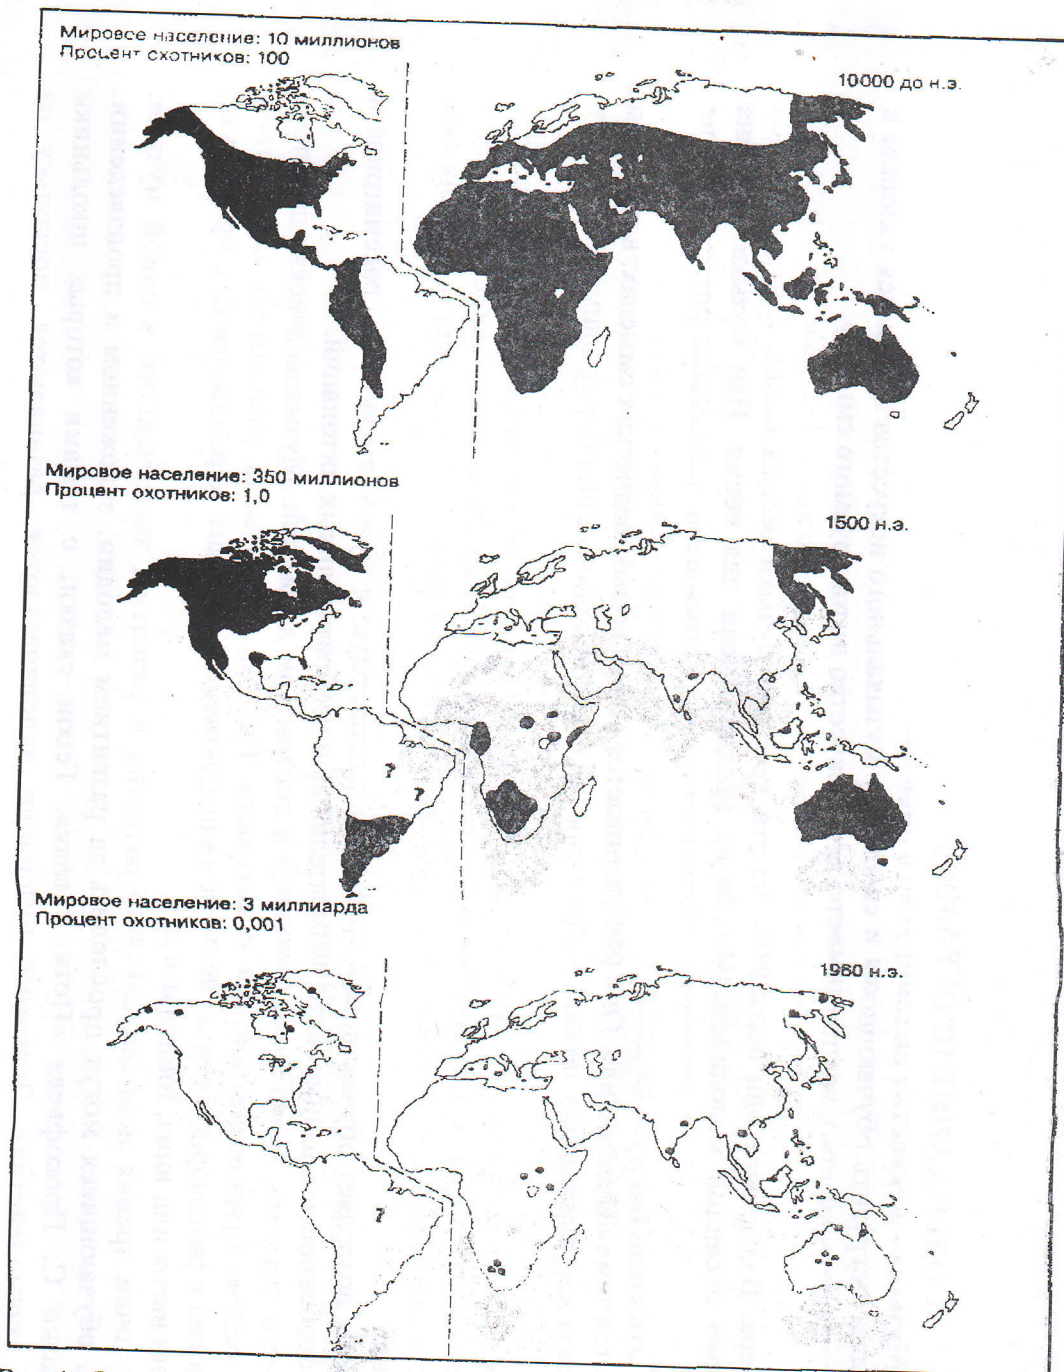 Мировое население: 10 миллионов
Процент охотников: 100
10000 до н.э.
Мировое население: 350 миллионов
Процент охотников: 1,0
1500 н.э.
?
?
Мировое население: 3 миллиарда
Процент охотников: 0,001
1960 н.э.
?